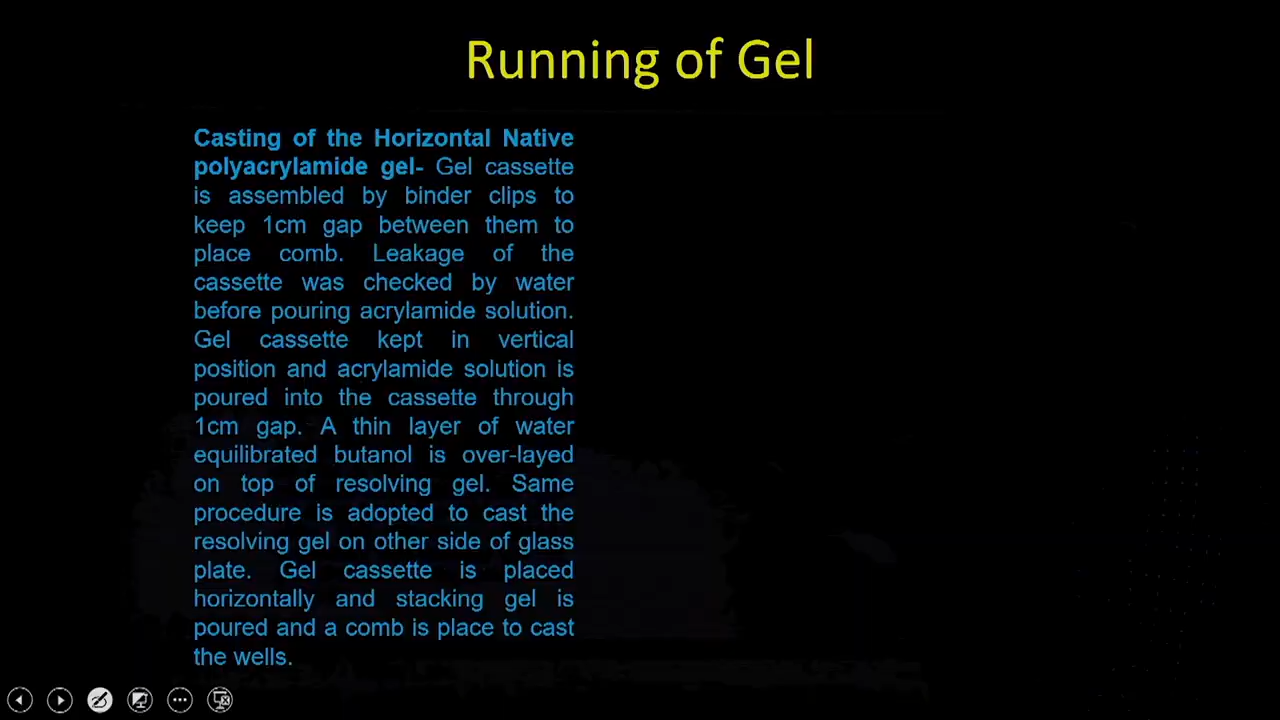 Running of Gel
Casting of the Horizontal Native
polyacrylamide gel- Gel cassette
is assembled by binder clips to
keep 1cm gap between them to
place comb. Leakage of the
cassette was checked by water
before pouring acrylamide solution.
Gel cassette kept in vertical
position and acrylamide solution is
poured into the cassette through
1cm gap. A thin layer of water
equilibrated butanol is over-layed
on top of resolving gel. Same
procedure is adopted to cast the
resolving gel on other side of glass
plate. Gel cassette is placed
horizontally and stacking gel is
poured and a comb is place to cast
the wells.